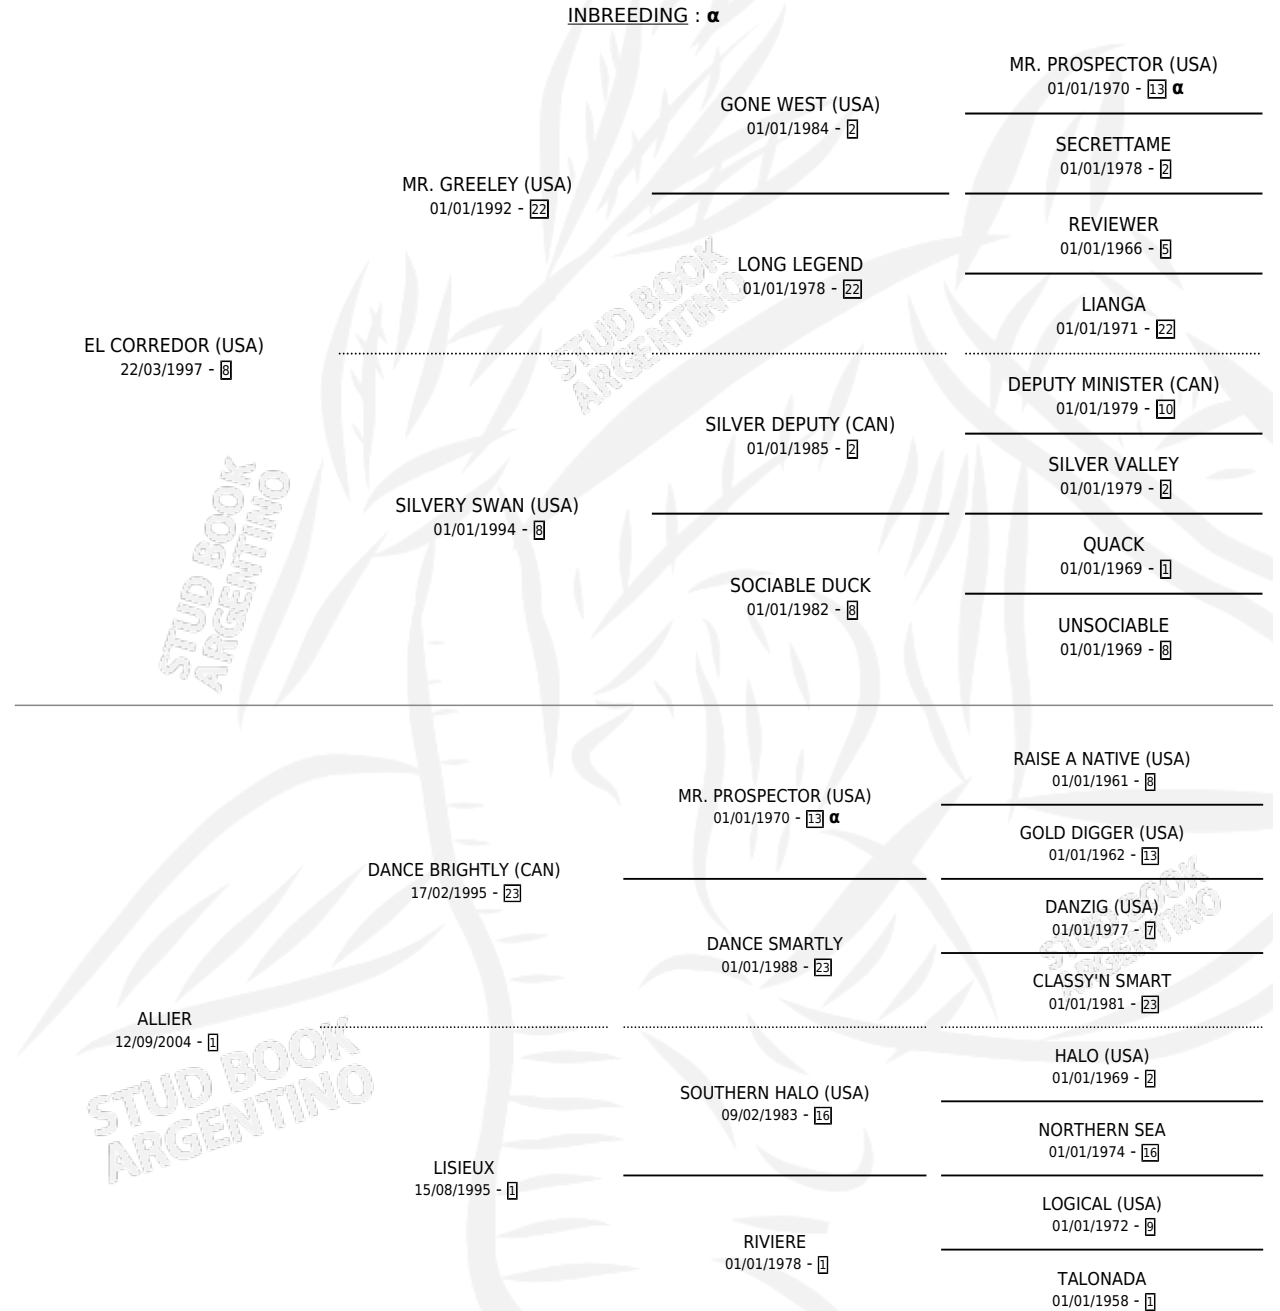 INBREEDING : α
MR. PROSPECTOR (USA)
01/01/1970 - 13 α
GONE WEST (USA)
01/01/1984 - 2
SECRETTAME
01/01/1978 - 2
MR. GREELEY (USA)
01/01/1992 - 22
REVIEWER
01/01/1966 - 5
LONG LEGEND
01/01/1978 - 22
LIANGA
01/01/1971 - 22
EL CORREDOR (USA)
22/03/1997 - 8
DEPUTY MINISTER (CAN)
01/01/1979 - 10
SILVER DEPUTY (CAN)
01/01/1985 - 2
SILVER VALLEY
01/01/1979 - 2
SILVERY SWAN (USA)
01/01/1994 - 8
QUACK
01/01/1969 - 1
SOCIABLE DUCK
01/01/1982 - 8
UNSOCIABLE
01/01/1969 - 8
RAISE A NATIVE (USA)
01/01/1961 - 8
MR. PROSPECTOR (USA)
01/01/1970 - 13 α
GOLD DIGGER (USA)
01/01/1962 - 13
DANCE BRIGHTLY (CAN)
17/02/1995 - 23
DANZIG (USA)
01/01/1977 - 7
DANCE SMARTLY
01/01/1988 - 23
CLASSY'N SMART
01/01/1981 - 23
ALLIER
12/09/2004 - 1
HALO (USA)
01/01/1969 - 2
SOUTHERN HALO (USA)
09/02/1983 - 16
NORTHERN SEA
01/01/1974 - 16
LISIEUX
15/08/1995 - 1
LOGICAL (USA)
01/01/1972 - 9
RIVIERE
01/01/1978 - 1
TALONADA
01/01/1958 - 1
STUD BOOK
ARGENTINO
STUD BOOK
ARGENTINO
STUD BOOK
ARGENTINO
STUD BOOK
ARGENTINO